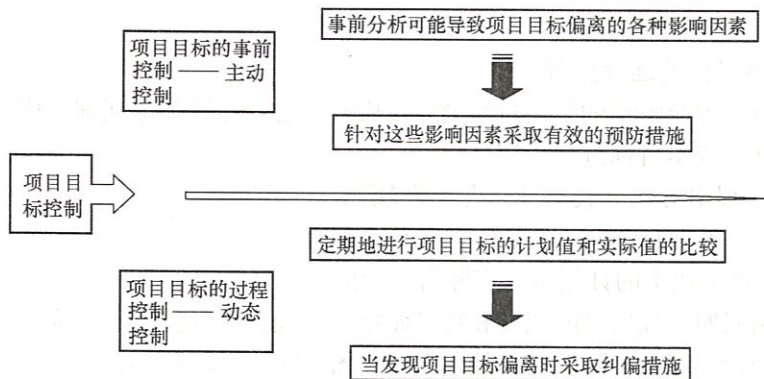 事前分析可能导致项目目标偏离的各种影响因素
项目目标的事前
控制 —— 主动
控制
针对这些影响因素采取有效的预防措施
项目目
标控制
定期地进行项目目标的计划值和实际值的比较
项目目标的过程
控制 —— 动态
控制
当发现项目目标偏离时采取纠偏措施